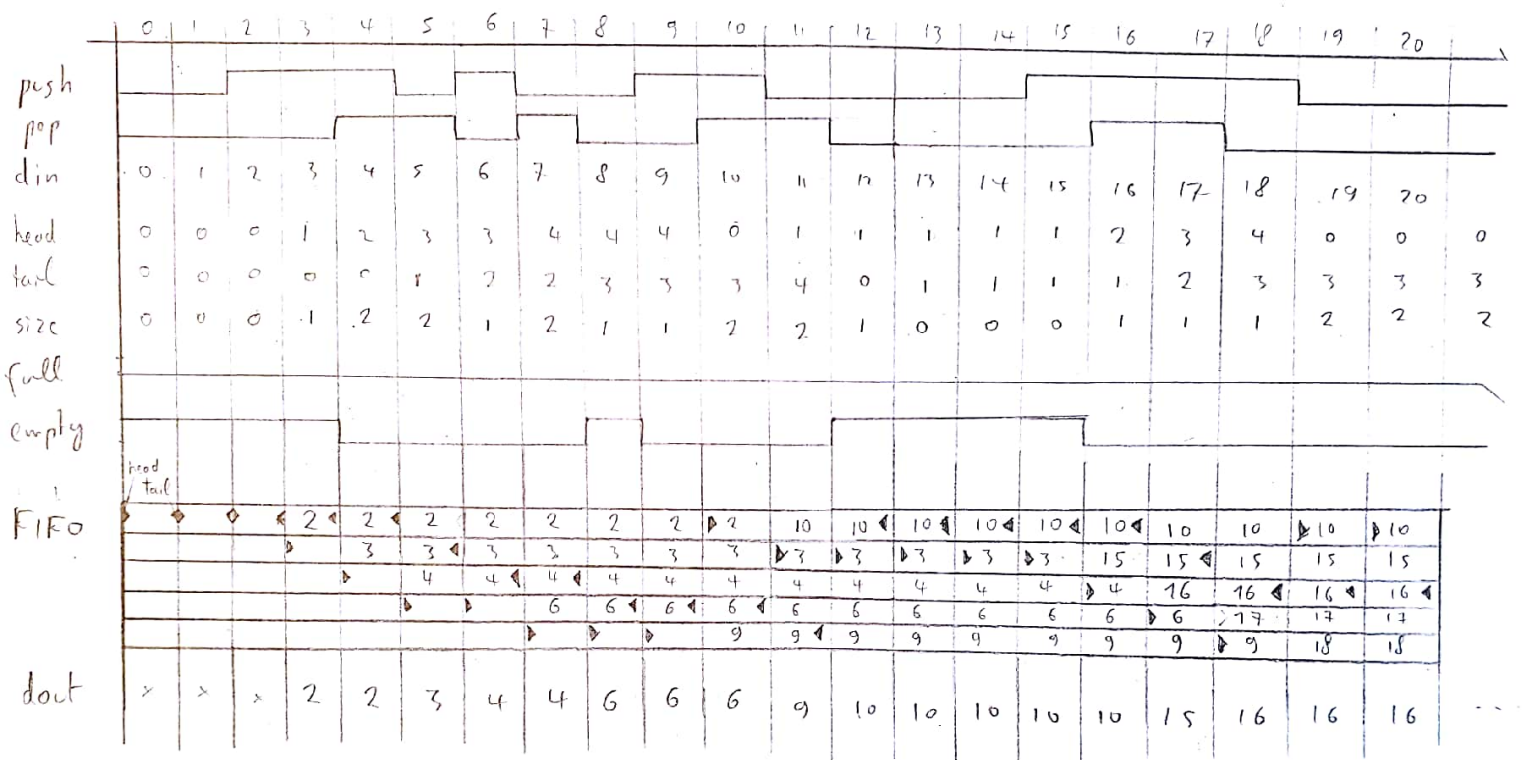 0 1 2 3 4 5 6 7 8 9 10 11 12 13 14 15 16 17 18 19 20
push
pop
din 0 1 2 3 4 5 6 7 8 9 10 11 12 13 14 15 16 17 18 19 20
head 0 0 0 1 2 3 3 4 4 4 0 1 1 1 1 1 2 3 4 0 0 0
tail 0 0 0 0 0 1 2 2 3 3 3 4 0 1 1 1 1 2 3 3 3 3
size 0 0 0 1 2 2 1 2 1 1 2 2 1 0 0 0 1 1 1 2 2 2
full
empty
head
tail
FIFO 2 2 2 2 2 2 2 2 10 10 10 10 10 10 10 10 10 10
3 3 3 3 3 3 3 3 3 3 3 3 15 15 15 15 15
4 4 4 4 4 4 4 4 4 4 4 4 16 16 16 16
6 6 6 6 6 6 6 6 6 6 6 17 17 17
9 9 9 9 9 9 9 9 9 18 18
dout x x x 2 2 3 4 4 6 6 6 9 10 10 10 10 10 15 16 16 16 ...